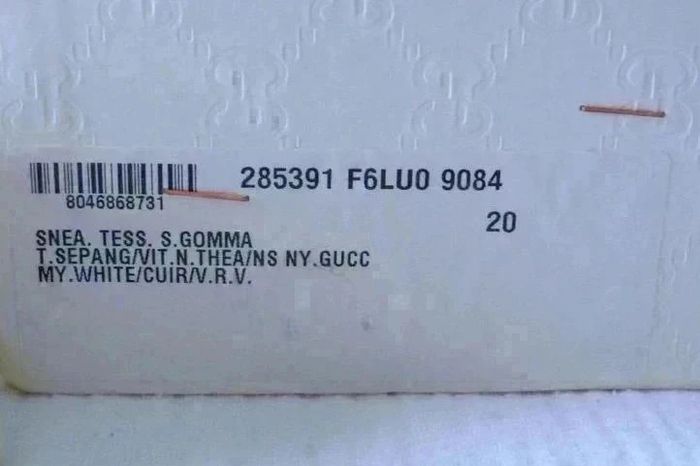 285391 F6LU0 9084
8046868731
20
SNEA. TESS. S.GOMMA
T.SEPANG/VIT.N.THEA/NS NY.GUCC
MY.WHITE/CUIR/V.R.V.